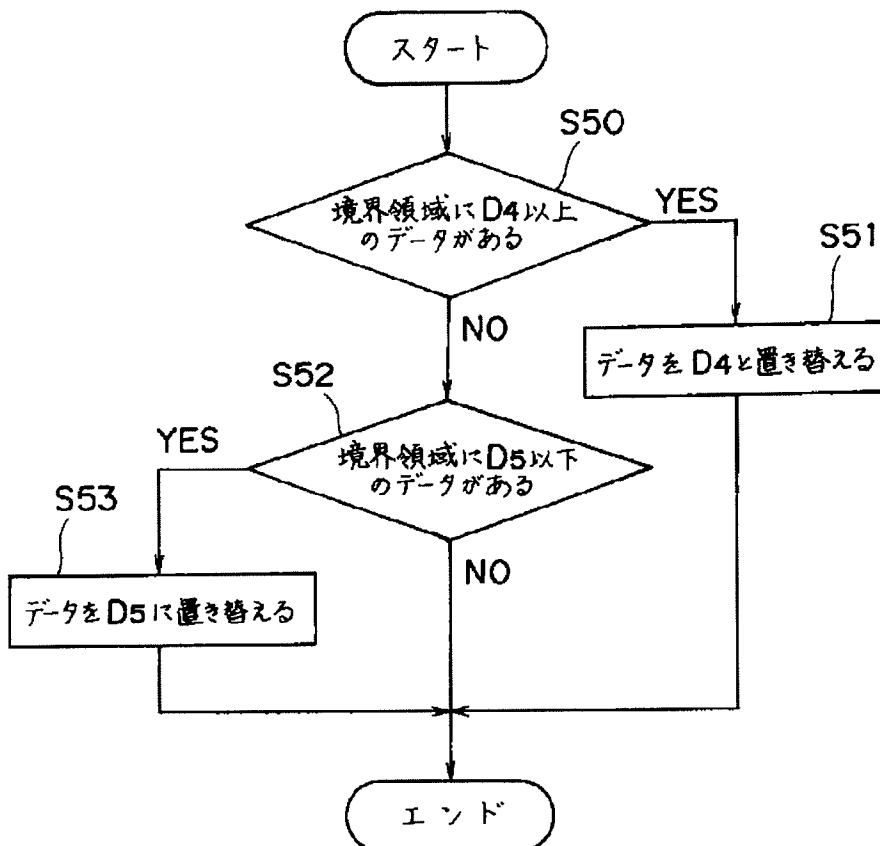 スタート
S50
境界領域にD4以上
のデータがある
YES
S51
NO
データをD4と置き替える
S52
YES
境界領域にD5以下
のデータがある
S53
NO
データをD5に置き替える
エンド